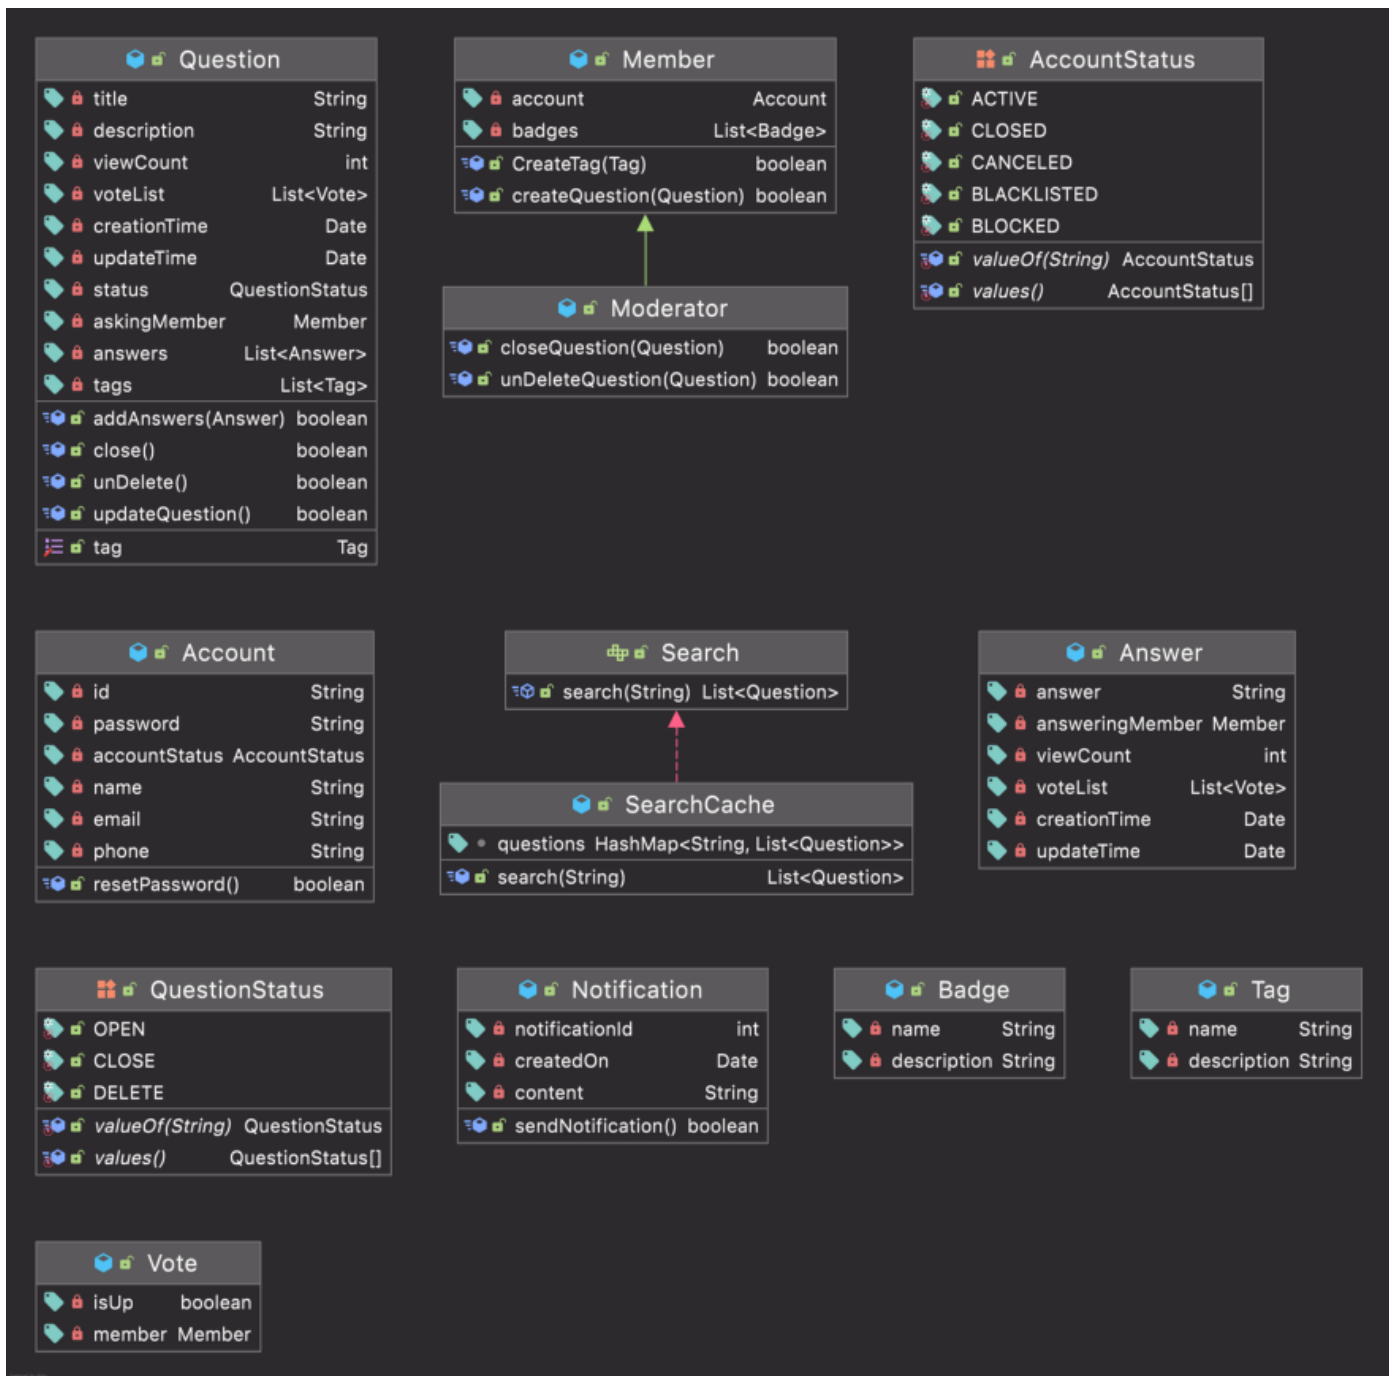 Question
title String
description String
viewCount int
voteList List<Vote>
creationTime Date
updateTime Date
status QuestionStatus
askingMember Member
answers List<Answer>
tags List<Tag>
addAnswers(Answer) boolean
close() boolean
unDelete() boolean
updateQuestion() boolean
tag Tag
Member
account Account
badges List<Badge>
CreateTag(Tag) boolean
createQuestion(Question) boolean
Moderator
closeQuestion(Question) boolean
unDeleteQuestion(Question) boolean
AccountStatus
ACTIVE
CLOSED
CANCELED
BLACKLISTED
BLOCKED
valueOf(String) AccountStatus
values() AccountStatus[]
Account
id String
password String
accountStatus AccountStatus
name String
email String
phone String
resetPassword() boolean
Search
search(String) List<Question>
SearchCache
questions HashMap<String, List<Question>>
search(String) List<Question>
Answer
answer String
answeringMember Member
viewCount int
voteList List<Vote>
creationTime Date
updateTime Date
QuestionStatus
OPEN
CLOSE
DELETE
valueOf(String) QuestionStatus
values() QuestionStatus[]
Notification
notificationId int
createdOn Date
content String
sendNotification() boolean
Badge
name String
description String
Tag
name String
description String
Vote
isUp boolean
member Member